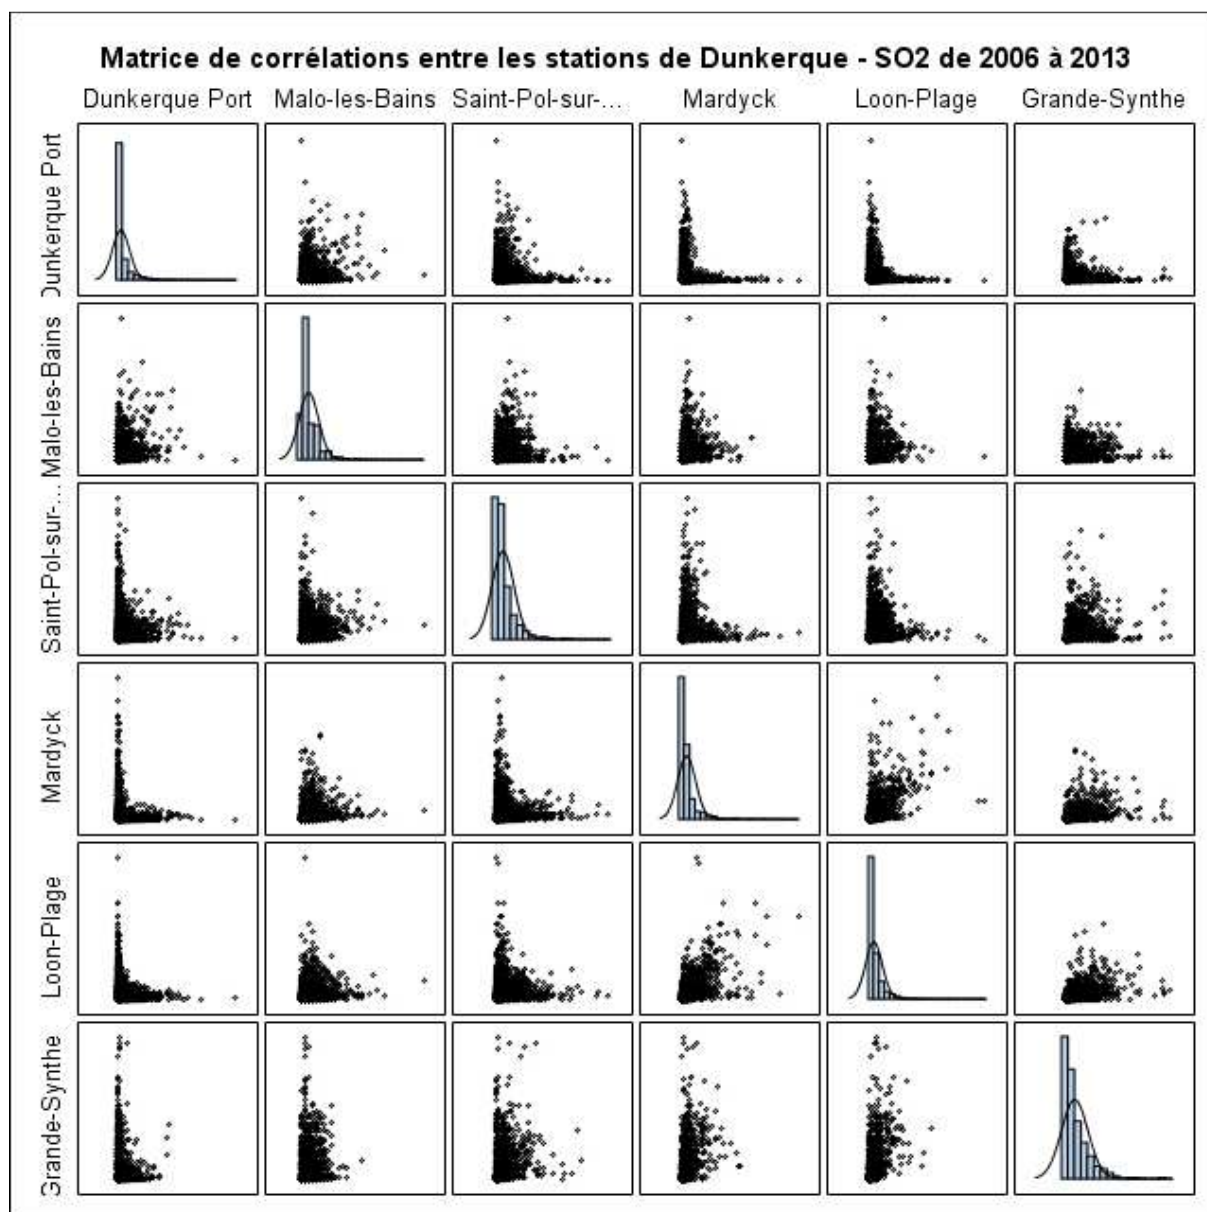 Matrice de corrélations entre les stations de Dunkerque - SO2 de 2006 à 2013
Dunkerque Port Malo-les-Bains Saint-Pol-sur-... Mardyck Loon-Plage Grande-Synthe
Dunkerque Port
Malo-les-Bains
Saint-Pol-sur-...
Mardyck
Loon-Plage
Grande-Synthe